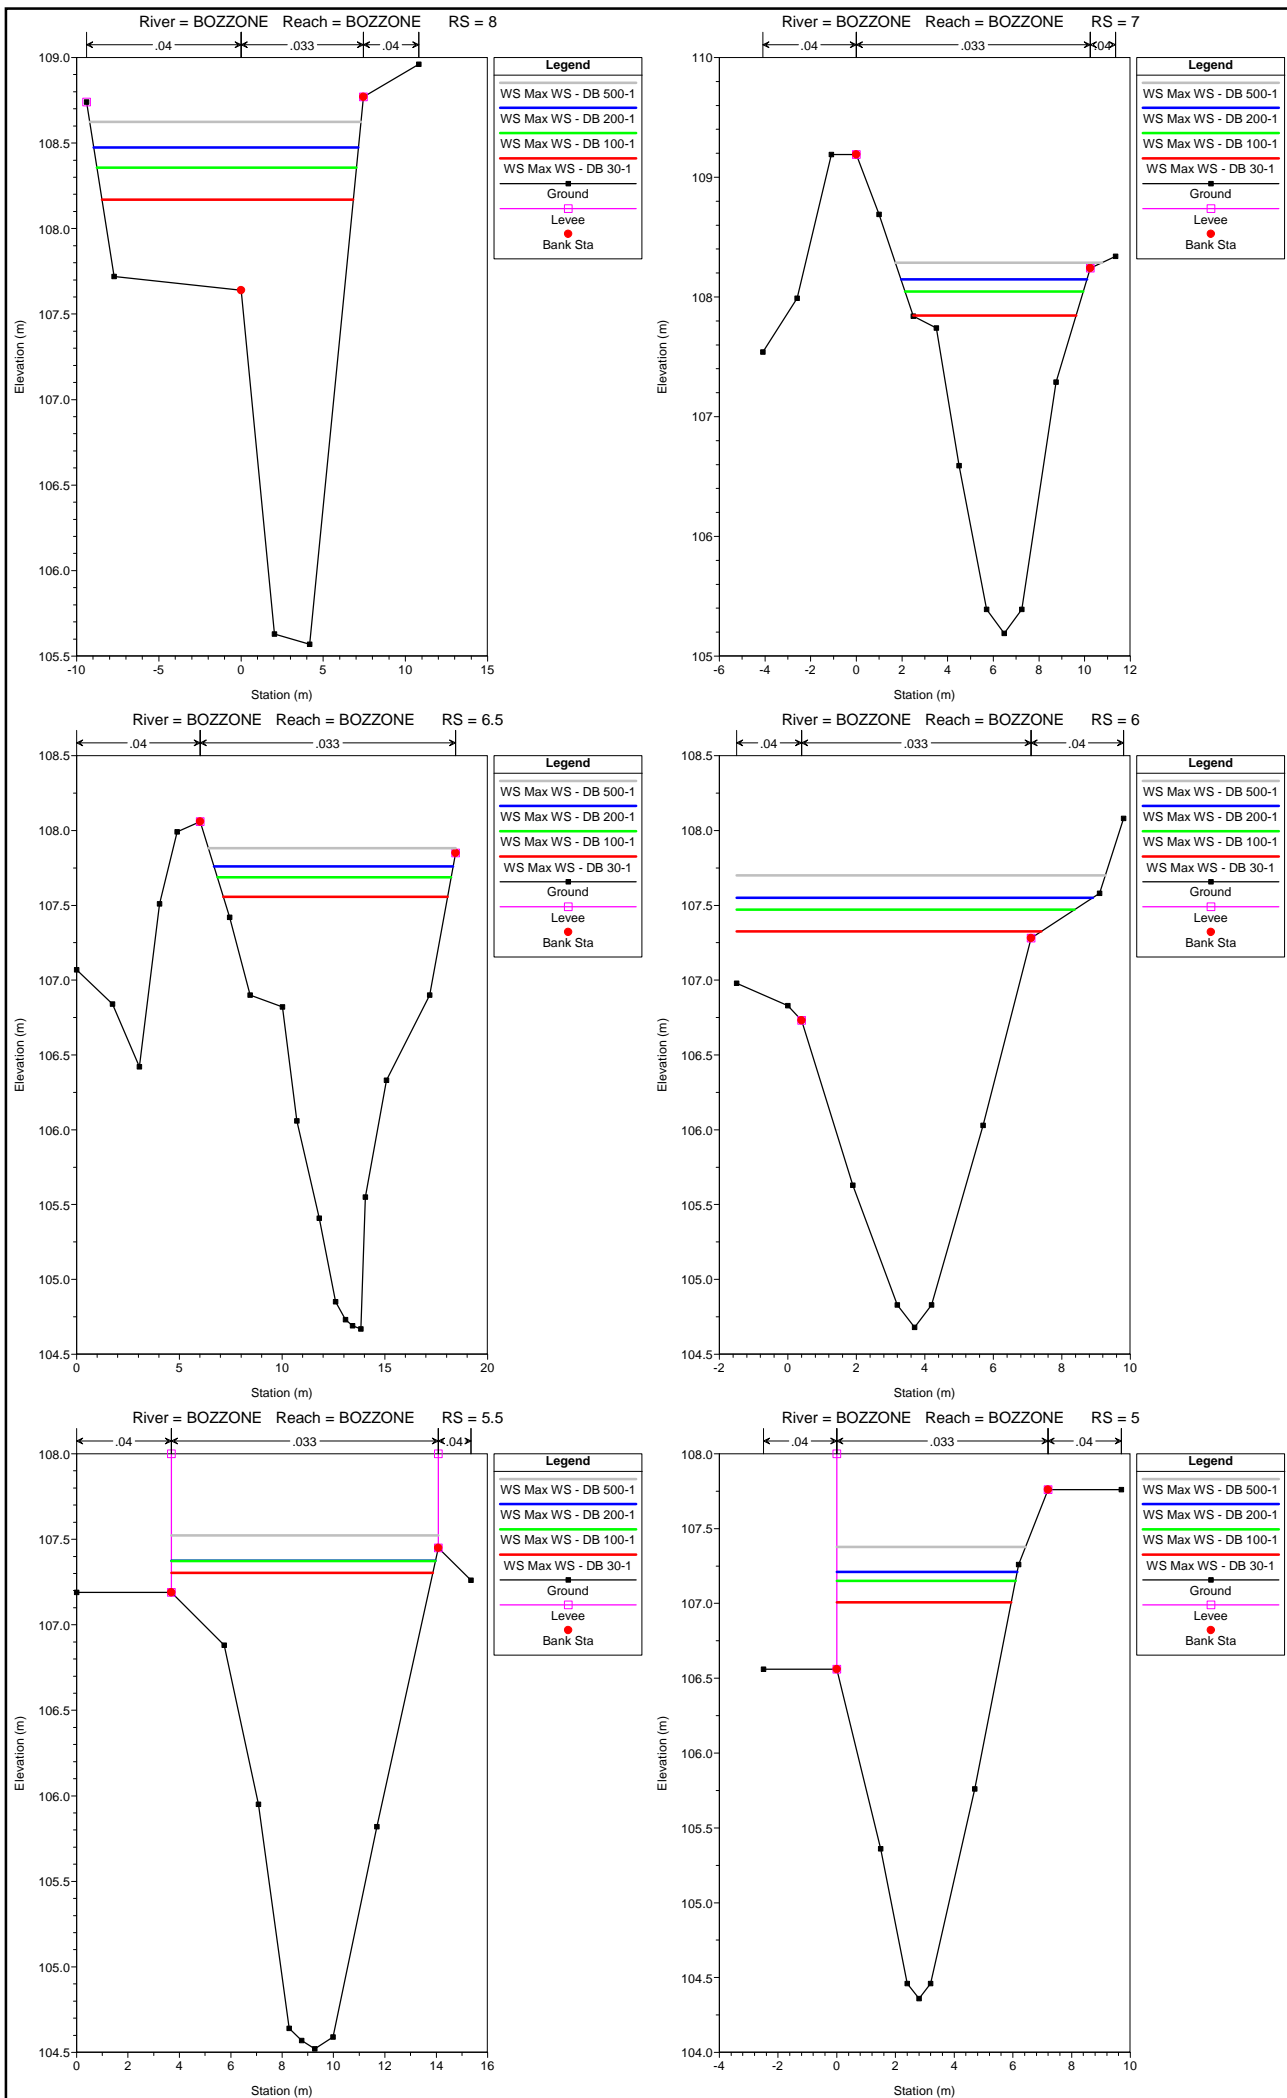 River = BOZZONE Reach = BOZZONE RS = 8
.04 .033 .04
109.0
108.5
108.0
107.5
107.0
106.5
106.0
105.5
-10 -5 0 5 10 15
Station (m)
Elevation (m)
Legend
WS Max WS - DB 500-1
WS Max WS - DB 200-1
WS Max WS - DB 100-1
WS Max WS - DB 30-1
Ground
Levee
Bank Sta
River = BOZZONE Reach = BOZZONE RS = 7
.04 .033 .04
110
109
108
107
106
105
-6 -4 -2 0 2 4 6 8 10 12
Station (m)
Elevation (m)
Legend
WS Max WS - DB 500-1
WS Max WS - DB 200-1
WS Max WS - DB 100-1
WS Max WS - DB 30-1
Ground
Levee
Bank Sta
River = BOZZONE Reach = BOZZONE RS = 6.5
.04 .033
108.5
108.0
107.5
107.0
106.5
106.0
105.5
105.0
104.5
0 5 10 15 20
Station (m)
Elevation (m)
Legend
WS Max WS - DB 500-1
WS Max WS - DB 200-1
WS Max WS - DB 100-1
WS Max WS - DB 30-1
Ground
Levee
Bank Sta
River = BOZZONE Reach = BOZZONE RS = 6
.04 .033 .04
108.5
108.0
107.5
107.0
106.5
106.0
105.5
105.0
104.5
-2 0 2 4 6 8 10
Station (m)
Elevation (m)
Legend
WS Max WS - DB 500-1
WS Max WS - DB 200-1
WS Max WS - DB 100-1
WS Max WS - DB 30-1
Ground
Levee
Bank Sta
River = BOZZONE Reach = BOZZONE RS = 5.5
.04 .033 .04
108.0
107.5
107.0
106.5
106.0
105.5
105.0
104.5
0 2 4 6 8 10 12 14 16
Station (m)
Elevation (m)
Legend
WS Max WS - DB 500-1
WS Max WS - DB 200-1
WS Max WS - DB 100-1
WS Max WS - DB 30-1
Ground
Levee
Bank Sta
River = BOZZONE Reach = BOZZONE RS = 5
.04 .033 .04
108.0
107.5
107.0
106.5
106.0
105.5
105.0
104.5
104.0
-4 -2 0 2 4 6 8 10
Station (m)
Elevation (m)
Legend
WS Max WS - DB 500-1
WS Max WS - DB 200-1
WS Max WS - DB 100-1
WS Max WS - DB 30-1
Ground
Levee
Bank Sta